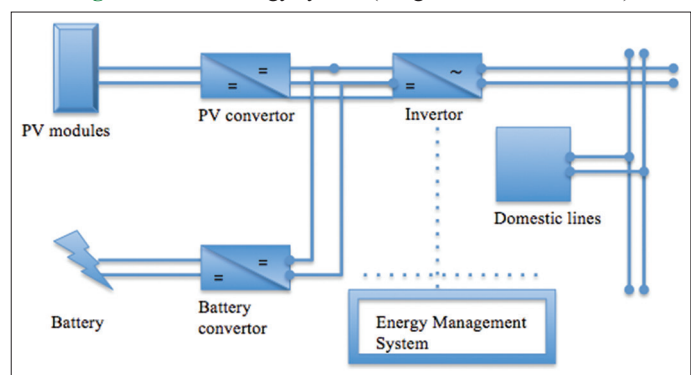 = =
= ~
PV modules
PV convertor
Invertor
Domestic lines
= =
Battery
Battery
convertor
Energy Management
System